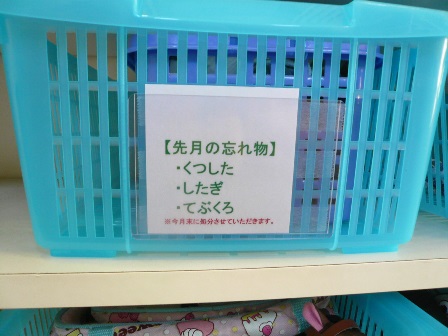 【先月の忘れ物】
・くつした
・したぎ
・てぶくろ
※今月末に処分させていただきます。